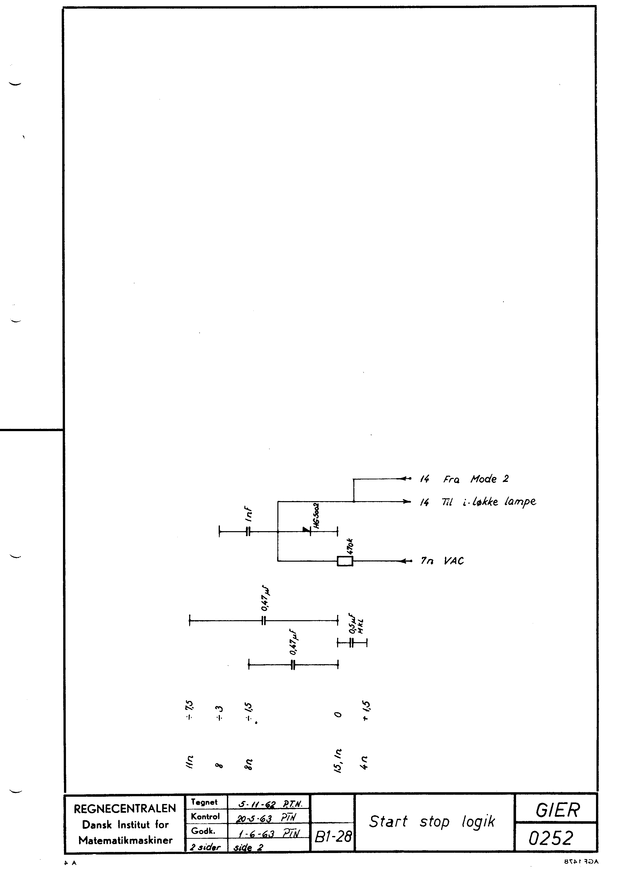 14 Fra Mode 2
14 Til i-løkke lampe
1nF
HG5002
470k
7n VAC
0,47µF
0,5µF
MKL
0,47µF
÷ 7,5
÷ 3
÷ 1,5
0
+ 1,5
11n
8
8n
15, 1n
4n
REGNECENTRALEN
Dansk Institut for
Matematikmaskiner
Tegnet 5-11-62 P.T.N.
Kontrol 20-5-63 PTN
Godk. 1-6-63 PTN
2 sider side 2
B1-28
Start stop logik
GIER
0252
A 4
AGF 1478